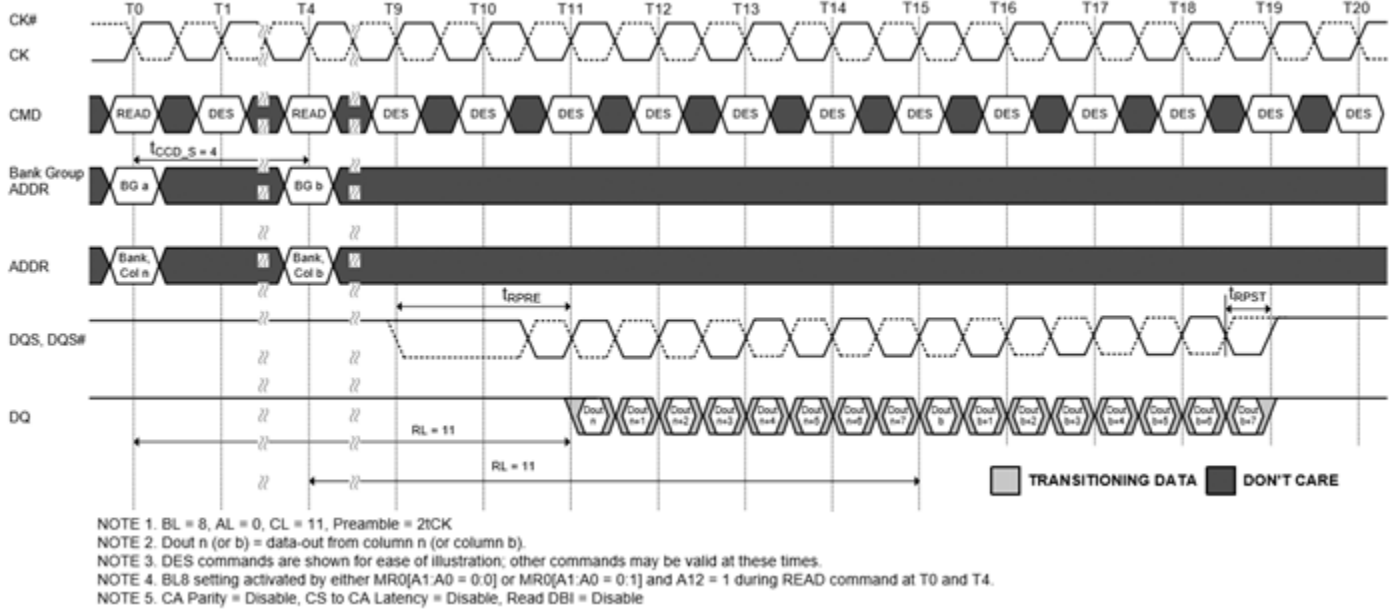 T0 T1 T4 T9 T10 T11 T12 T13 T14 T15 T16 T17 T18 T19 T20
CK#
CK
CMD READ DES READ DES DES DES DES DES DES DES DES DES DES DES DES
tCCD_S = 4
Bank Group
ADDR
BG a BG b
ADDR
Bank, Col n
Bank, Col b
tRPRE
tRPST
DQS, DQS#
DQ
Dout n
Dout n+1
Dout n+2
Dout n+3
Dout n+4
Dout n+5
Dout n+6
Dout n+7
Dout b
Dout b+1
Dout b+2
Dout b+3
Dout b+4
Dout b+5
Dout b+6
Dout b+7
RL = 11
RL = 11
TRANSITIONING DATA DON'T CARE
NOTE 1. BL = 8, AL = 0, CL = 11, Preamble = 2tCK
NOTE 2. Dout n (or b) = data-out from column n (or column b).
NOTE 3. DES commands are shown for ease of illustration; other commands may be valid at these times.
NOTE 4. BL8 setting activated by either MR0[A1:A0 = 0:0] or MR0[A1:A0 = 0:1] and A12 = 1 during READ command at T0 and T4.
NOTE 5. CA Parity = Disable, CS to CA Latency = Disable, Read DBI = Disable